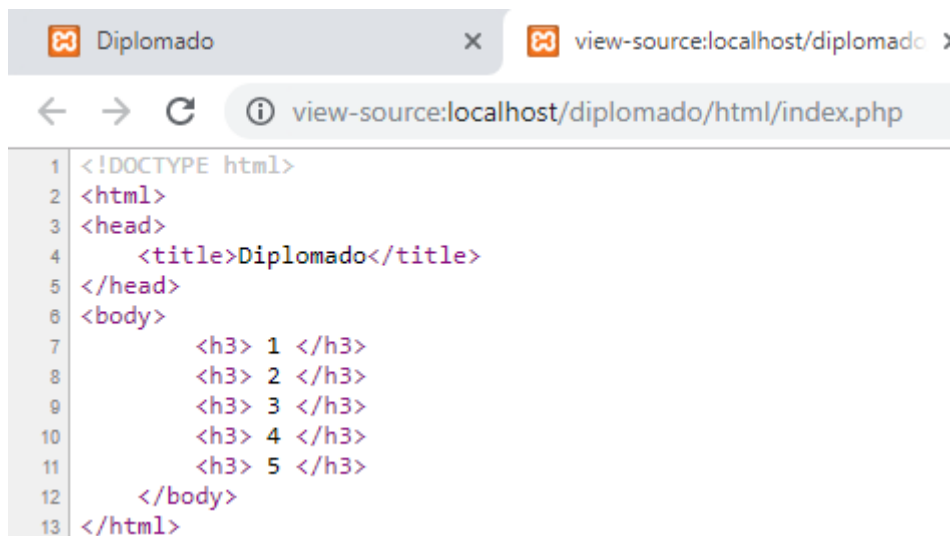 Diplomado
view-source:localhost/diplomado
view-source:localhost/diplomado/html/index.php
1 <!DOCTYPE html>
2 <html>
3 <head>
4 <title>Diplomado</title>
5 </head>
6 <body>
7 <h3> 1 </h3>
8 <h3> 2 </h3>
9 <h3> 3 </h3>
10 <h3> 4 </h3>
11 <h3> 5 </h3>
12 </body>
13 </html>